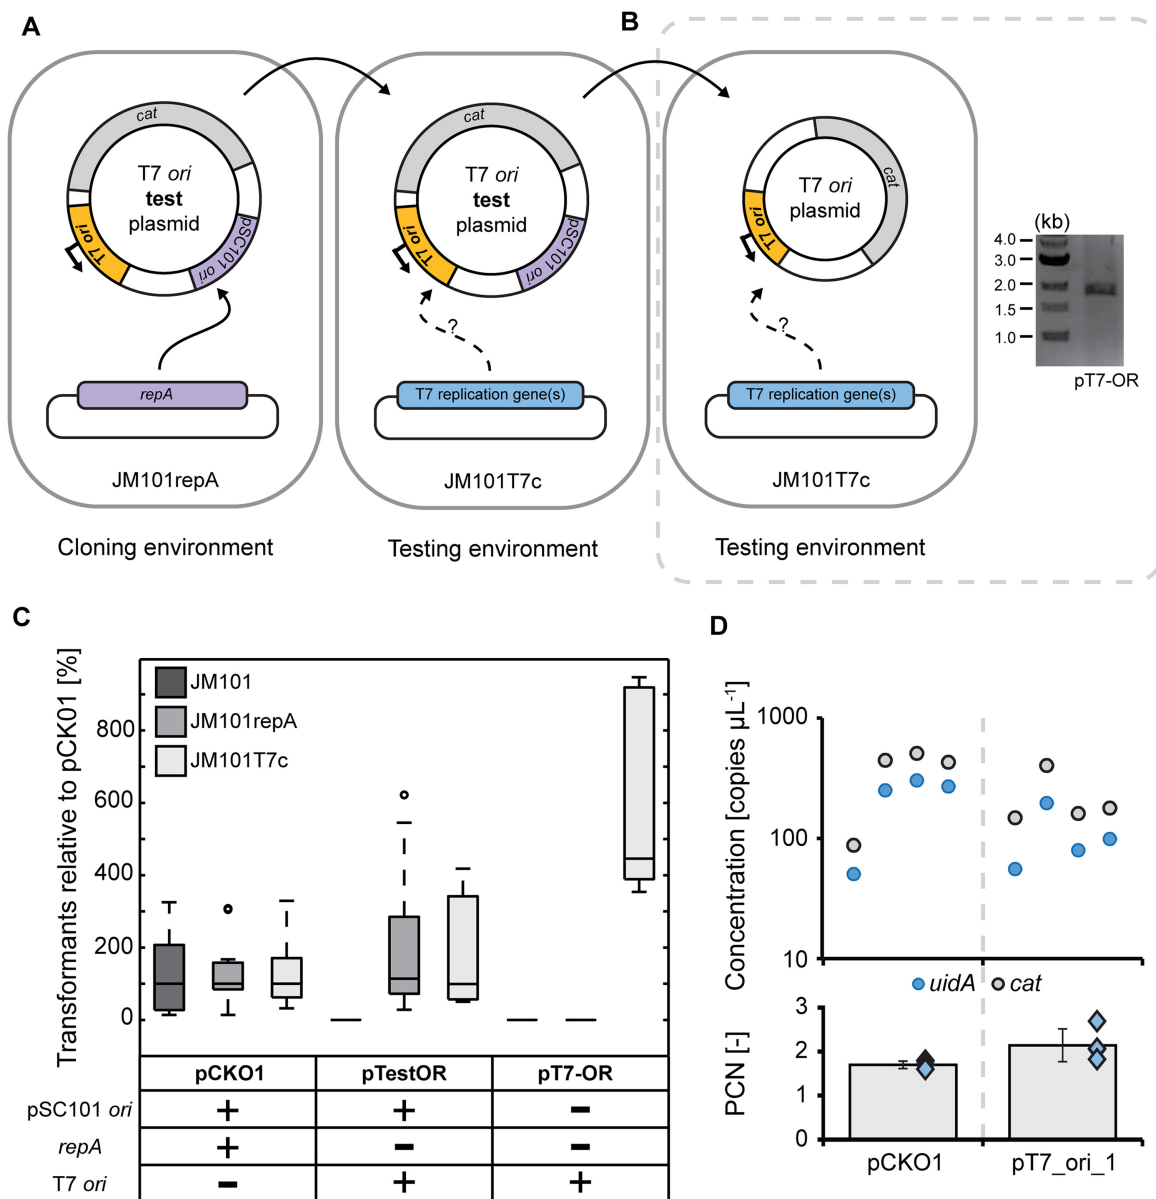 A
B
cat
T7 ori
test
plasmid
T7 ori
pSC101 ori
repA
JM101repA
Cloning environment
cat
T7 ori
test
plasmid
T7 ori
pSC101 ori
?
T7 replication gene(s)
JM101T7c
Testing environment
cat
T7 ori
plasmid
T7 ori
?
T7 replication gene(s)
JM101T7c
Testing environment
(kb)
4.0
3.0
2.0
1.5
1.0
pT7-OR
C
Transformants relative to pCK01 [%]
JM101
JM101repA
JM101T7c
800
600
400
200
0
pCKO1 pTestOR pT7-OR
pSC101 ori + + -
repA + - -
T7 ori - + +
D
Concentration [copies µL-1]
1000
100
10
uidA cat
PCN [-]
3
2
1
0
pCKO1 pT7_ori_1